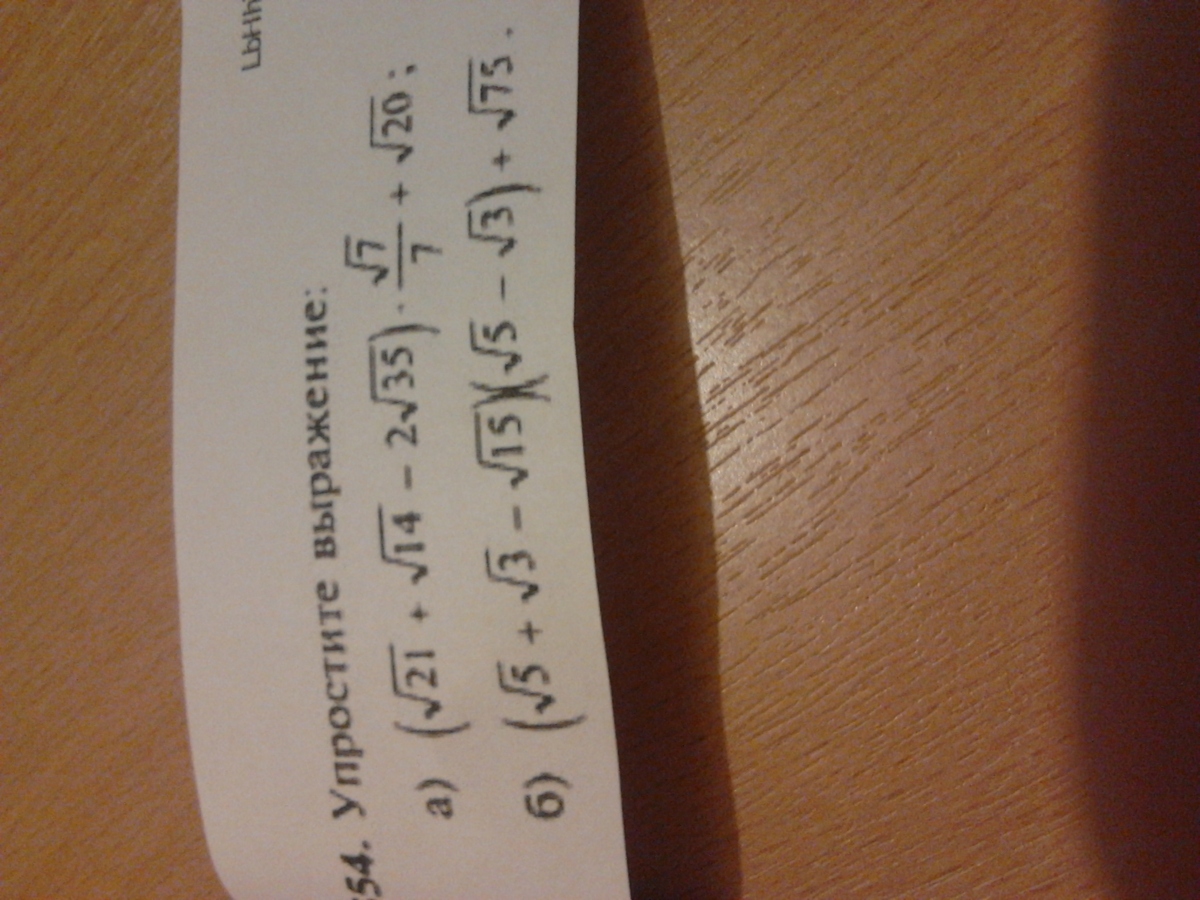 54. Упростите выражение:
а) (√21 + √14 − 2√35) · √7/7 + √20;
б) (√5 + √3 − √15)(√5 − √3) + √75.